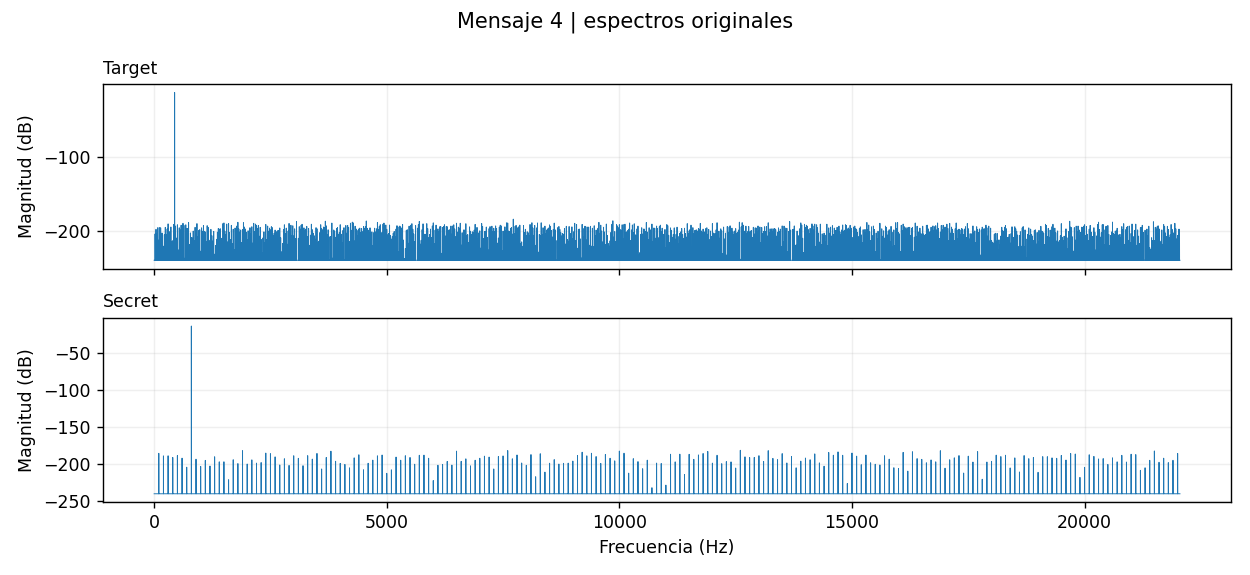 Mensaje 4 | espectros originales
Target
Magnitud (dB)
−100
−200
Secret
Magnitud (dB)
−50
−100
−150
−200
−250
0 5000 10000 15000 20000
Frecuencia (Hz)